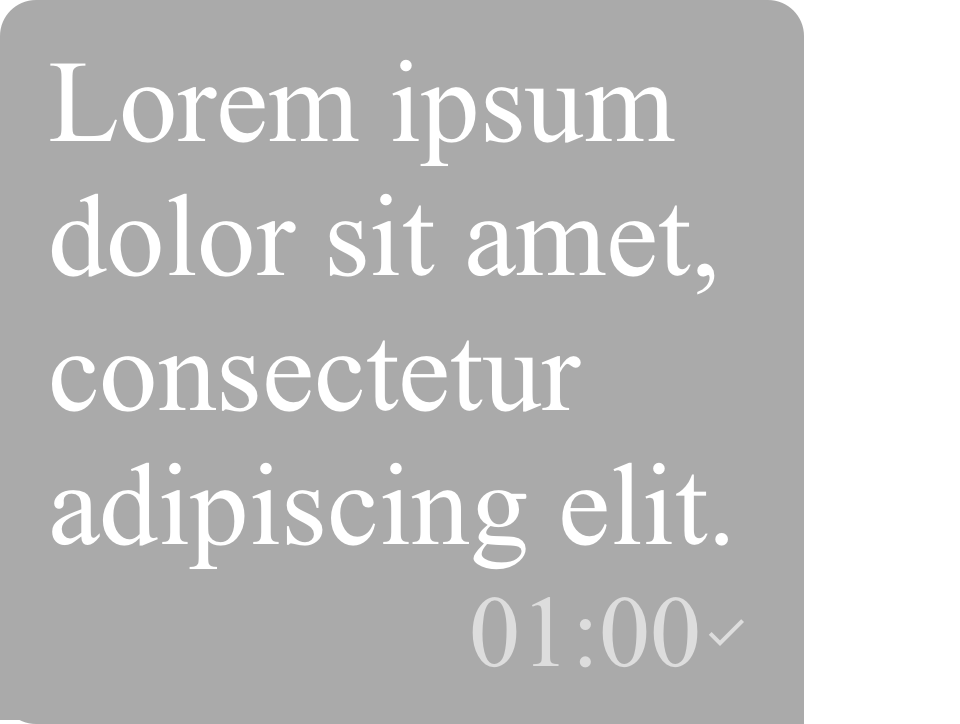 Lorem ipsum
dolor sit amet,
consectetur
adipiscing elit.
01:00✓